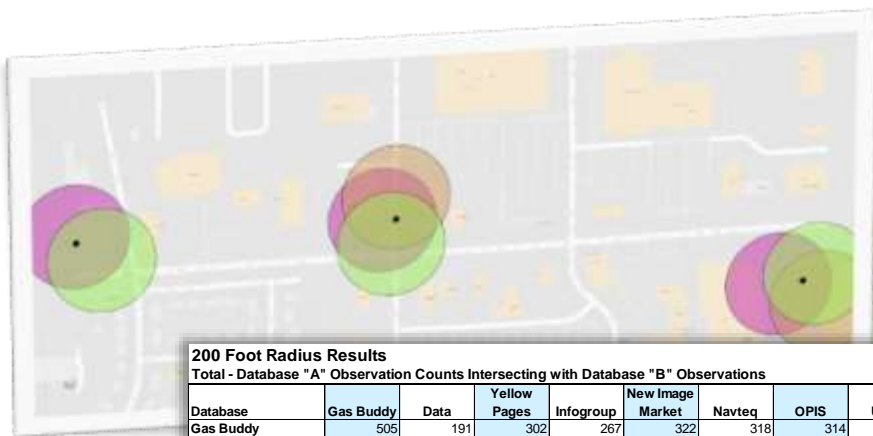 200 Foot Radius Results
Total - Database "A" Observation Counts Intersecting with Database "B" Observations
Yellow New Image
Database Gas Buddy Data Pages Infogroup Market Navteq OPIS
Gas Buddy 505 191 302 267 322 318 314